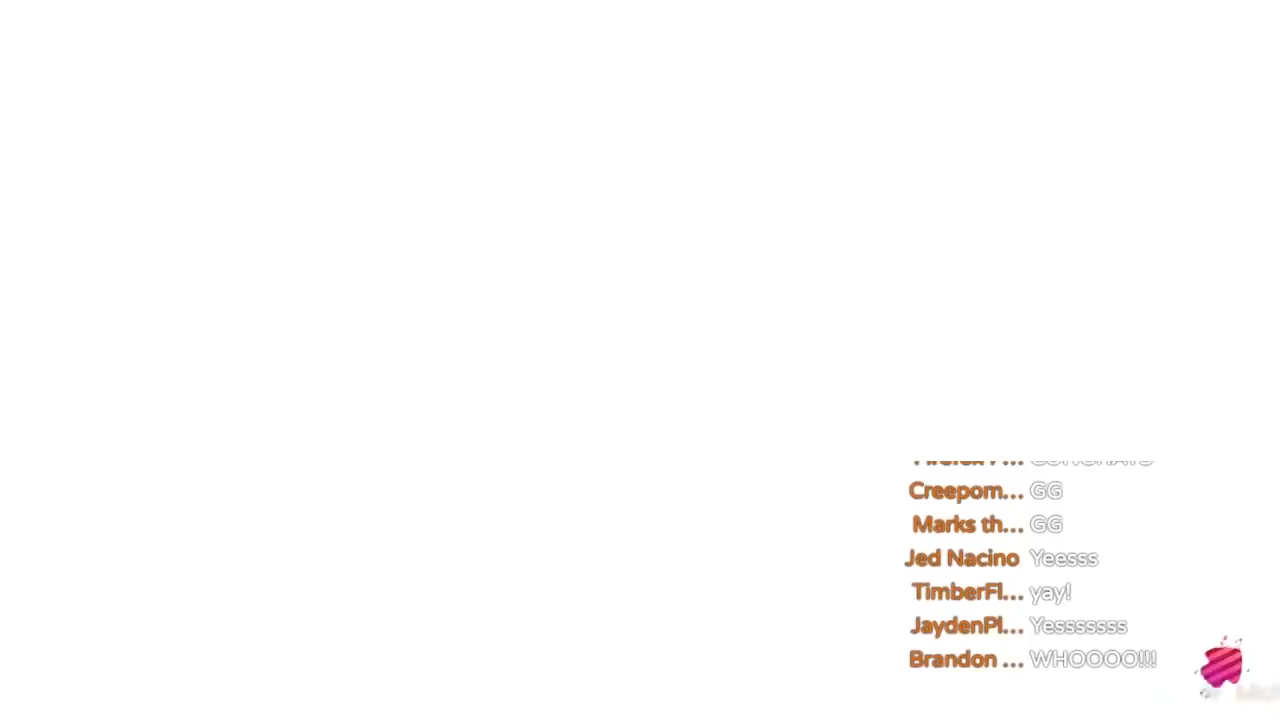 Creepom... GG
Marks th... GG
Jed Nacino Yeesss
TimberFl... yay!
JaydenPl... Yesssssss
Brandon ... WHOOOO!!!